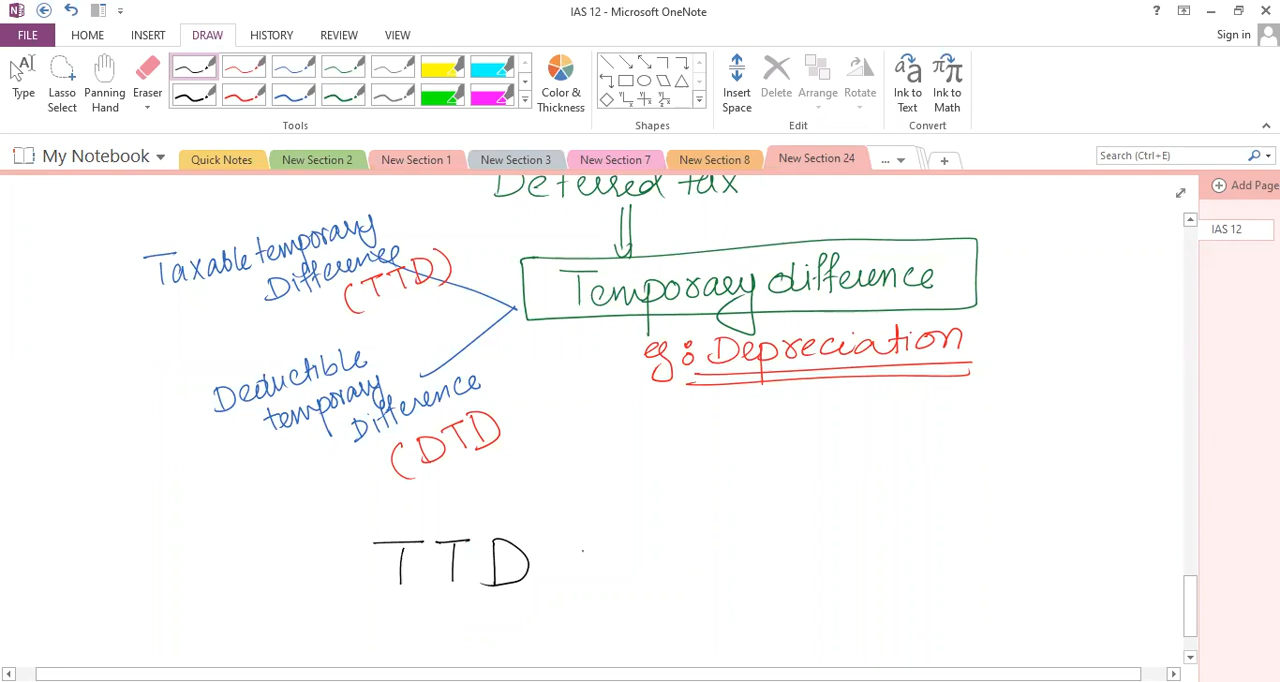 IAS 12 - Microsoft OneNote
?
FILE
HOME
INSERT
DRAW
HISTORY
REVIEW
VIEW
Sign in
Type
Lasso
Select
Panning
Hand
Eraser
Color &
Thickness
Insert
Space
Delete
Arrange
Rotate
Ink to
Text
Ink to
Math
Tools
Shapes
Edit
Convert
My Notebook
Quick Notes
New Section 2
New Section 1
New Section 3
New Section 7
New Section 8
New Section 24
...
Search (Ctrl+E)
Add Page
IAS 12
Deferred tax
Taxable temporary
Difference
(TTD)
Temporary difference
eg: Depreciation
Deductible
temporary
Difference
(DTD
TTD